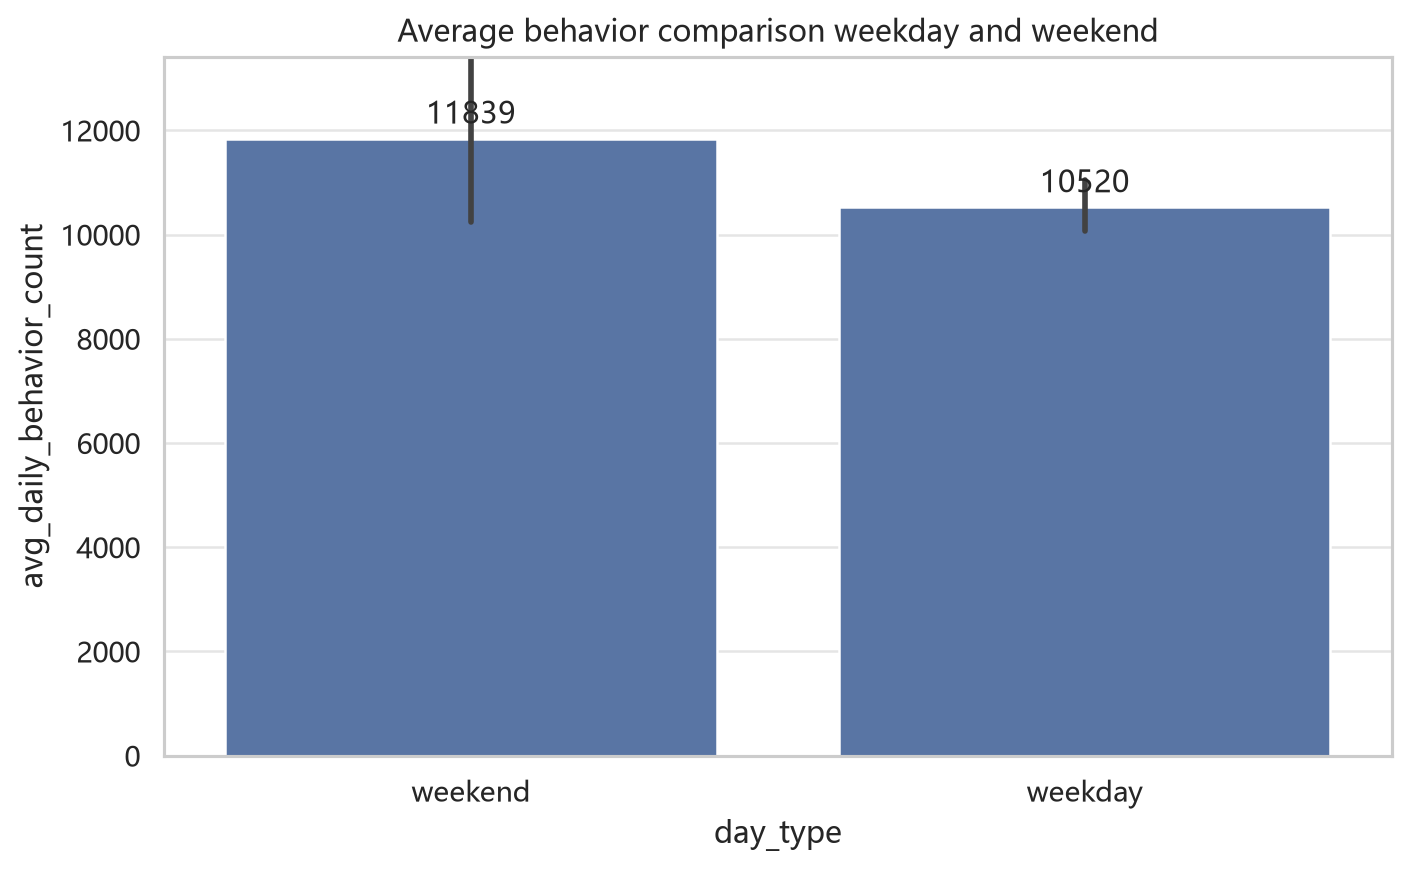 Average behavior comparison weekday and weekend
avg_daily_behavior_count
12000
10000
8000
6000
4000
2000
0
11839
10520
weekend
weekday
day_type